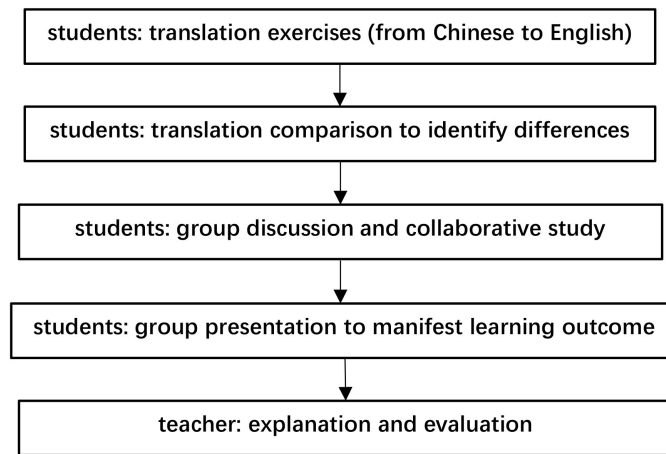 students: translation exercises (from Chinese to English)
students: translation comparison to identify differences
students: group discussion and collaborative study
students: group presentation to manifest learning outcome
teacher: explanation and evaluation